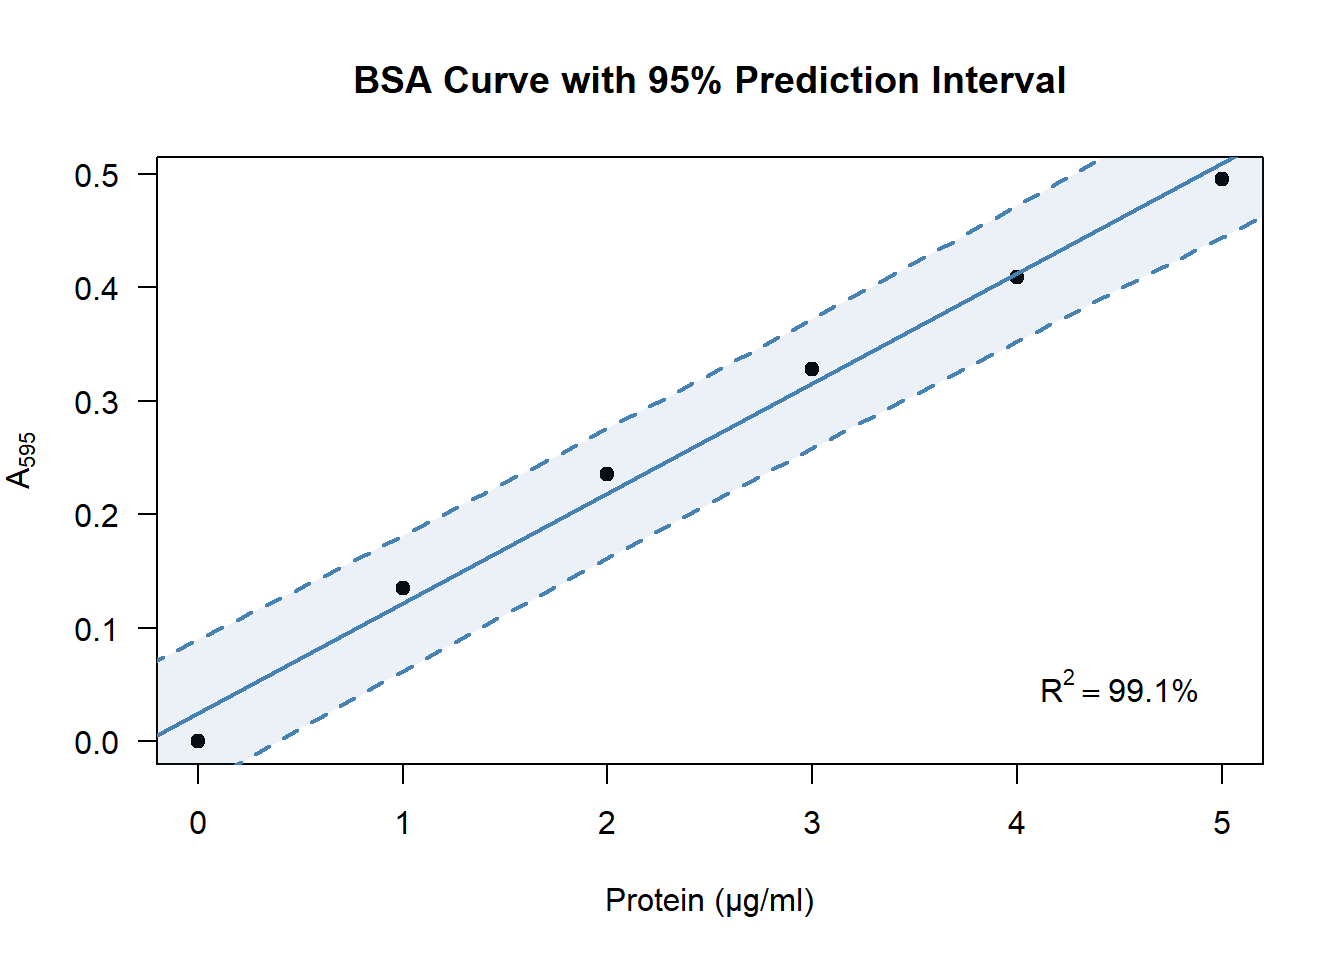 BSA Curve with 95% Prediction Interval
0.5
0.4
0.3
0.2
0.1
0.0
A₅₉₅
R² = 99.1%
0 1 2 3 4 5
Protein (µg/ml)